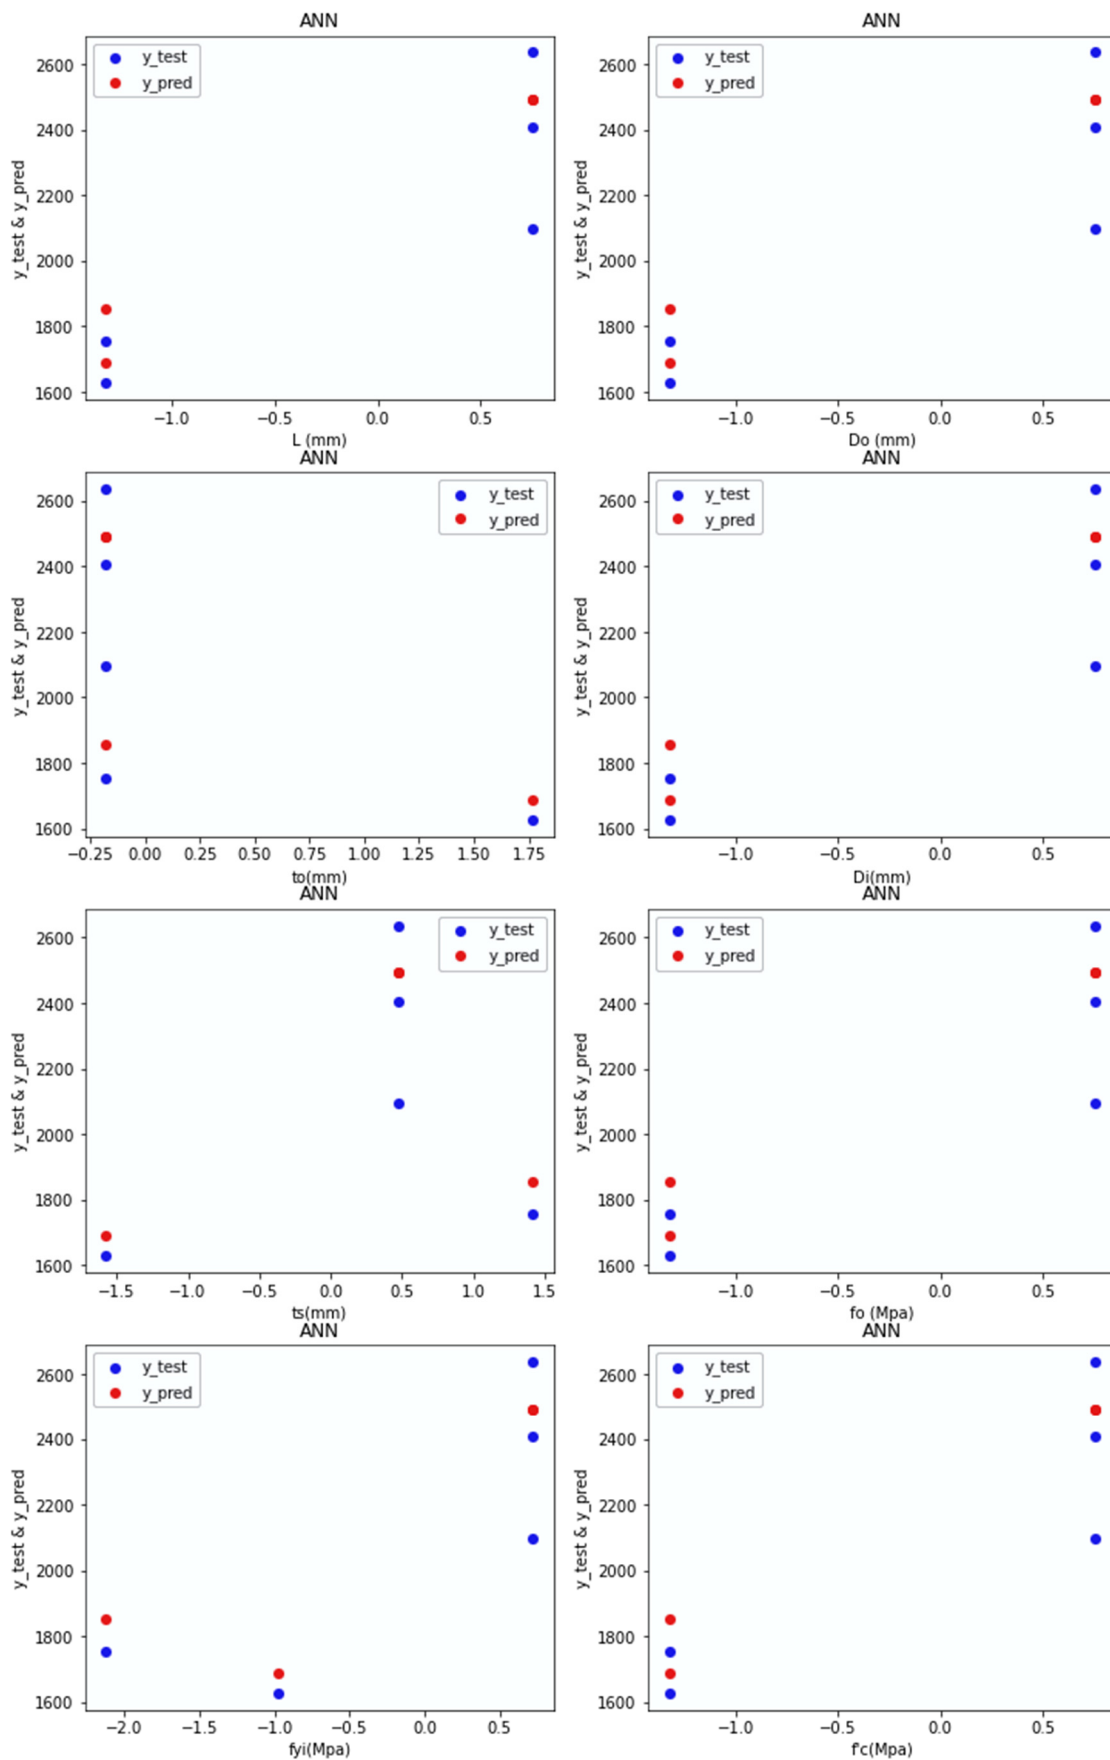 ANN
y_test
y_pred
y_test & y_pred
2600
2400
2200
2000
1800
1600
−1.0
−0.5
0.0
0.5
L (mm)
ANN
y_test
y_pred
y_test & y_pred
2600
2400
2200
2000
1800
1600
−1.0
−0.5
0.0
0.5
Do (mm)
ANN
y_test
y_pred
y_test & y_pred
2600
2400
2200
2000
1800
1600
−0.25
0.00
0.25
0.50
0.75
1.00
1.25
1.50
1.75
to(mm)
ANN
y_test
y_pred
y_test & y_pred
2600
2400
2200
2000
1800
1600
−1.0
−0.5
0.0
0.5
Di(mm)
ANN
y_test
y_pred
y_test & y_pred
2600
2400
2200
2000
1800
1600
−1.5
−1.0
−0.5
0.0
0.5
1.0
1.5
ts(mm)
ANN
y_test
y_pred
y_test & y_pred
2600
2400
2200
2000
1800
1600
−1.0
−0.5
0.0
0.5
fo (Mpa)
ANN
y_test
y_pred
y_test & y_pred
2600
2400
2200
2000
1800
1600
−2.0
−1.5
−1.0
−0.5
0.0
0.5
fyi(Mpa)
ANN
y_test
y_pred
y_test & y_pred
2600
2400
2200
2000
1800
1600
−1.0
−0.5
0.0
0.5
f'c(Mpa)